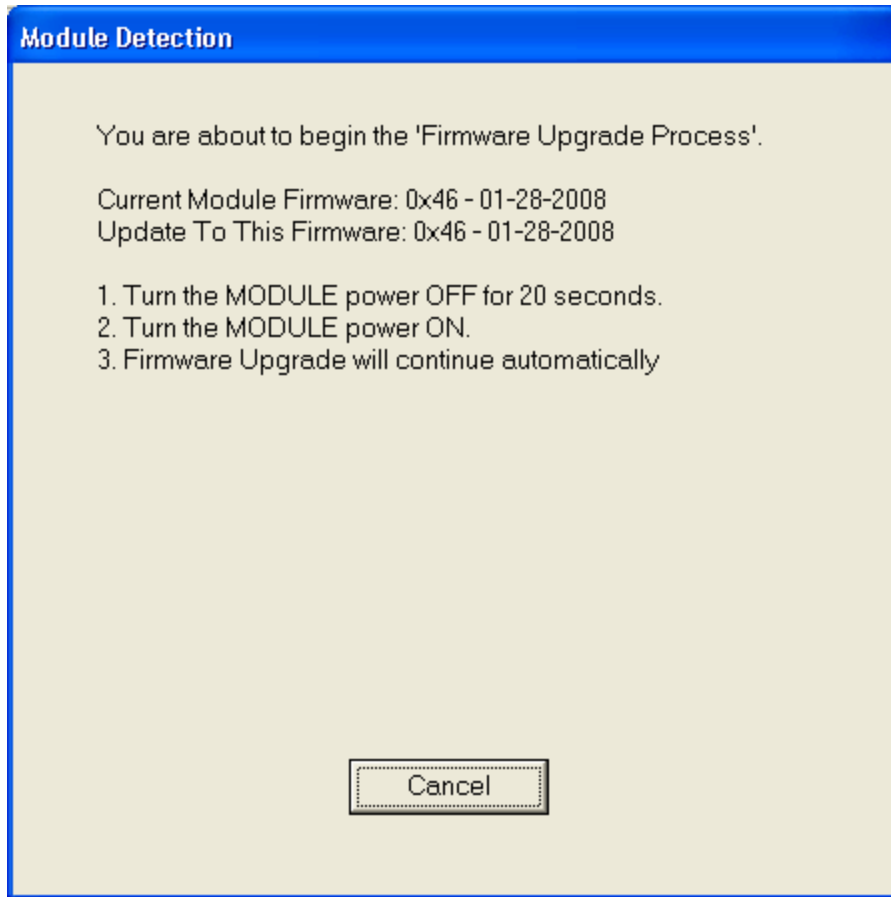 Module Detection
You are about to begin the 'Firmware Upgrade Process'.
Current Module Firmware: 0x46 - 01-28-2008
Update To This Firmware: 0x46 - 01-28-2008
1. Turn the MODULE power OFF for 20 seconds.
2. Turn the MODULE power ON.
3. Firmware Upgrade will continue automatically
Cancel